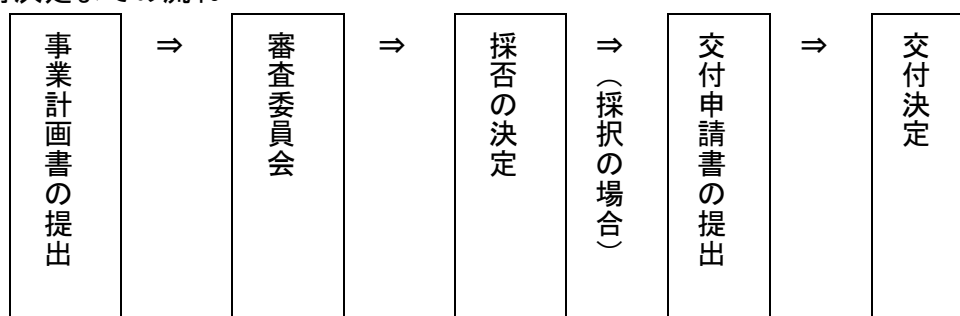 決定までの流れ
事業計画書の提出
⇒
審査委員会
⇒
採否の決定
⇒（採択の場合）
交付申請書の提出
⇒
交付決定